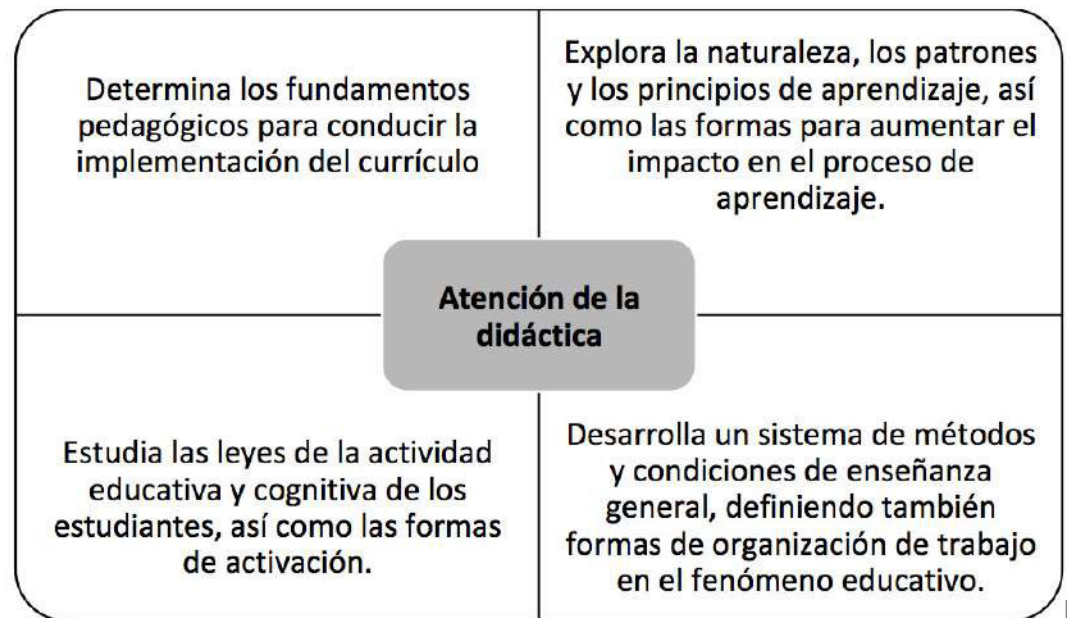 Determina los fundamentos
pedagógicos para conducir la
implementación del currículo
Explora la naturaleza, los patrones
y los principios de aprendizaje, así
como las formas para aumentar el
impacto en el proceso de
aprendizaje.
Atención de la
didáctica
Estudia las leyes de la actividad
educativa y cognitiva de los
estudiantes, así como las formas
de activación.
Desarrolla un sistema de métodos
y condiciones de enseñanza
general, definiendo también
formas de organización de trabajo
en el fenómeno educativo.